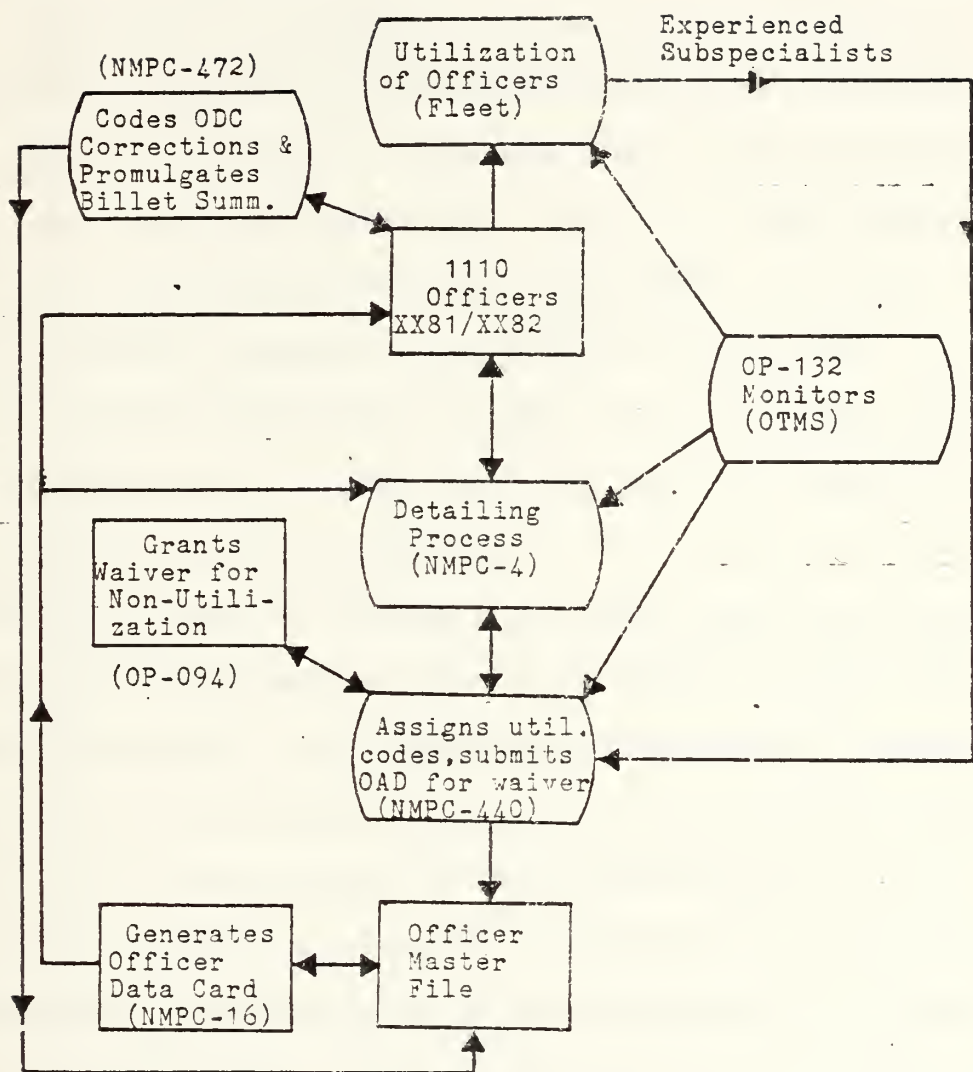 Experienced
Subspecialists
Utilization
of Officers
(Fleet)
(NMPC-472)
Codes ODC
Corrections &
Promulgates
Billet Summ.
1110
Officers
XX81/XX82
OP-132
Monitors
(OTMS)
Detailing
Process
(NMPC-4)
Grants
Waiver for
Non-Utili-
zation
(OP-094)
Assigns util.
codes,submits
OAD for waiver
(NMPC-440)
Generates
Officer
Data Card
(NMPC-16)
Officer
Master
File